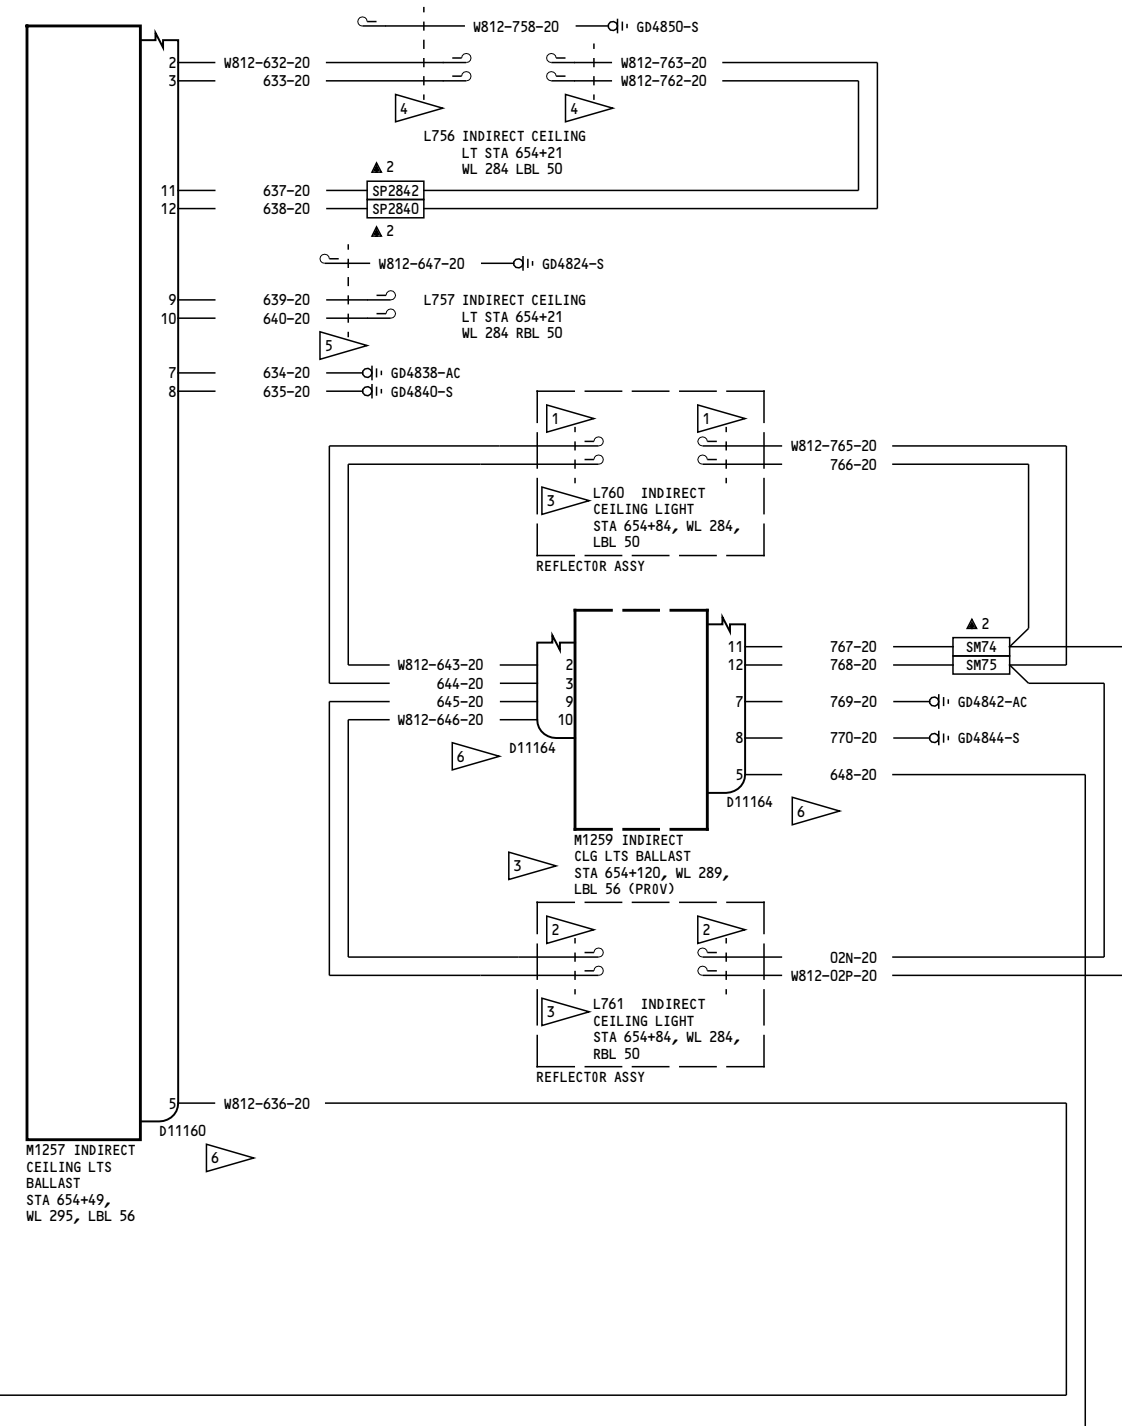 W812-758-20 GD4850-S
2 W812-632-20 W812-763-20
3 633-20 W812-762-20
4 4
L756 INDIRECT CEILING
LT STA 654+21
WL 284 LBL 50
2
11 637-20 SP2842
12 638-20 SP2840
2
W812-647-20 GD4824-S
9 639-20 L757 INDIRECT CEILING
10 640-20 LT STA 654+21
WL 284 RBL 50
5
7 634-20 GD4838-AC
8 635-20 GD4840-S
1 1
W812-765-20
766-20
3 L760 INDIRECT
CEILING LIGHT
STA 654+84, WL 284,
LBL 50
REFLECTOR ASSY
2
11 767-20 SM74
W812-643-20 2 12 768-20 SM75
644-20 3
645-20 9 7 769-20 GD4842-AC
W812-646-20 10
8 770-20 GD4844-S
6 D11164
5 648-20
D11164 6
M1259 INDIRECT
CLG LTS BALLAST
3 STA 654+120, WL 289,
LBL 56 (PROV)
2 2
02N-20
W812-02P-20
3 L761 INDIRECT
CEILING LIGHT
STA 654+84, WL 284,
RBL 50
REFLECTOR ASSY
5 W812-636-20
D11160
6
M1257 INDIRECT
CEILING LTS
BALLAST
STA 654+49,
WL 295, LBL 56